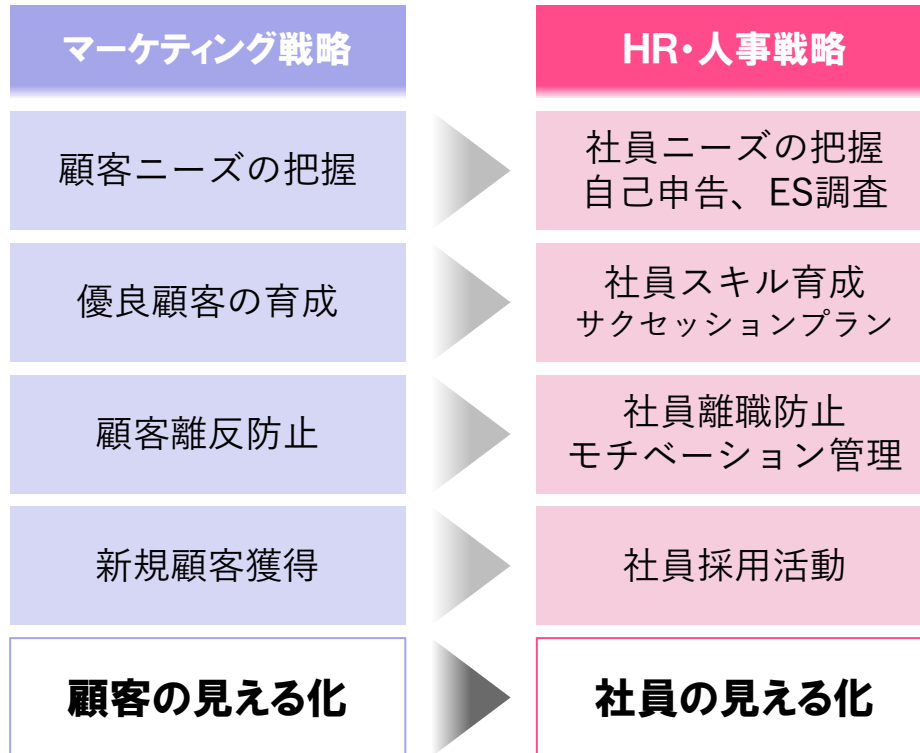 マーケティング戦略
HR・人事戦略
顧客ニーズの把握
社員ニーズの把握
自己申告、ES調査
優良顧客の育成
社員スキル育成
サクセッションプラン
顧客離反防止
社員離職防止
モチベーション管理
新規顧客獲得
社員採用活動
顧客の見える化
社員の見える化